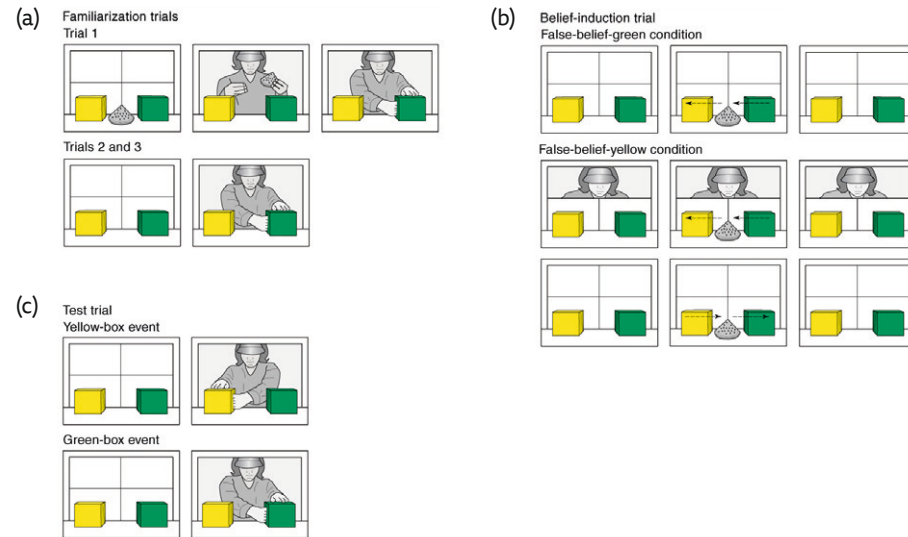 (a)
Familiarization trials
Trial 1
Trials 2 and 3
(b)
Belief-induction trial
False-belief-green condition
False-belief-yellow condition
(c)
Test trial
Yellow-box event
Green-box event